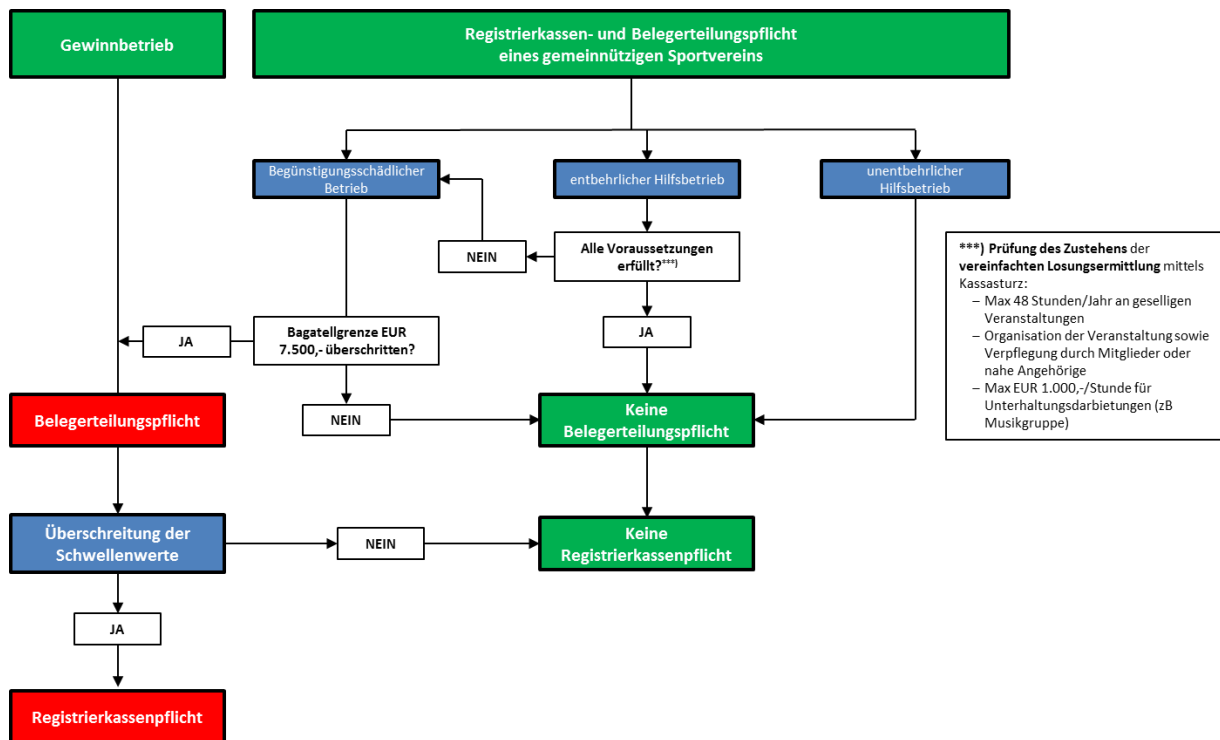 Gewinnbetrieb
Registrierkassen- und Belegerteilungspflicht
eines gemeinnützigen Sportvereins
Begünstigungsschädlicher
Betrieb
entbehrlicher Hilfsbetrieb
unentbehrlicher
Hilfsbetrieb
NEIN
Alle Voraussetzungen
erfüllt?***)
***) Prüfung des Zustehens der
vereinfachten Losungsermittlung mittels
Kassasturz:
– Max 48 Stunden/Jahr an geselligen
Veranstaltungen
– Organisation der Veranstaltung sowie
Verpflegung durch Mitglieder oder
nahe Angehörige
– Max EUR 1.000,-/Stunde für
Unterhaltungsdarbietungen (zB
Musikgruppe)
JA
Bagatellgrenze EUR
7.500,- überschritten?
JA
Belegerteilungspflicht
NEIN
Keine
Belegerteilungspflicht
Überschreitung der
Schwellenwerte
NEIN
Keine
Registrierkassenpflicht
JA
Registrierkassenpflicht